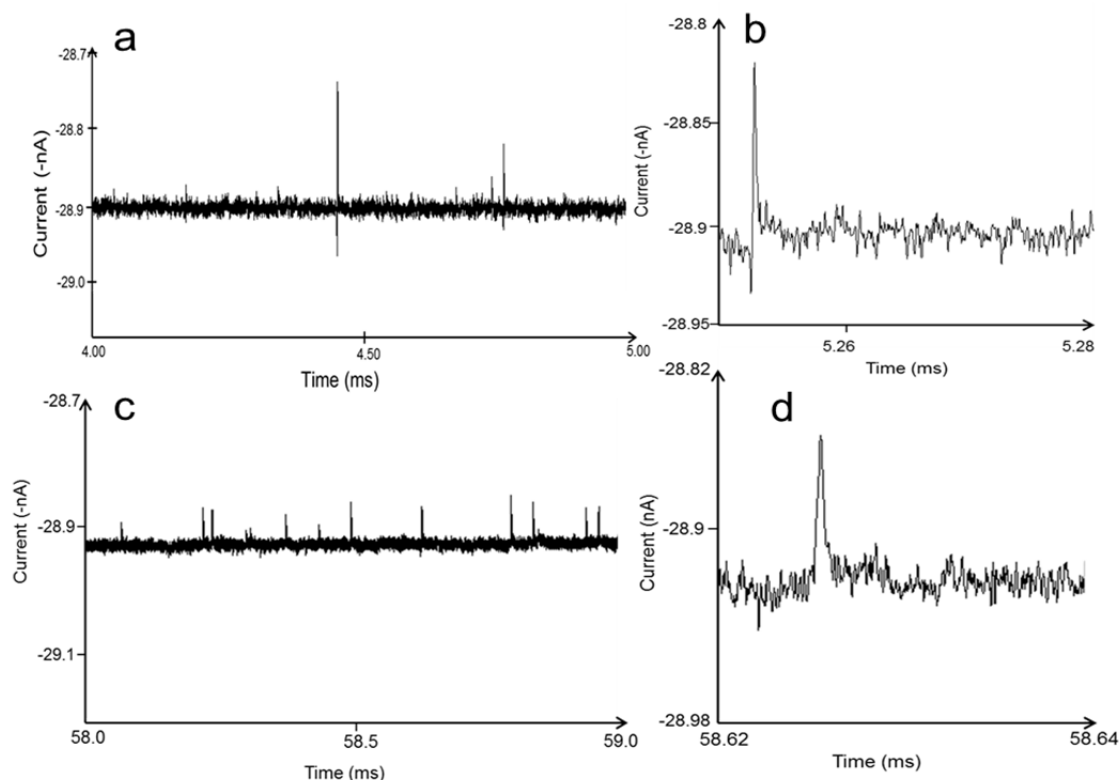 a
-28.7
-28.8
-28.9
-29.0
Current (-nA)
4.00
4.50
5.00
Time (ms)
b
-28.8
-28.85
-28.9
-28.95
Current (-nA)
5.26
5.28
Time (ms)
c
-28.7
-28.9
-29.1
Current (-nA)
58.0
58.5
59.0
Time (ms)
d
-28.82
-28.9
-28.98
Current (nA)
58.62
58.64
Time (ms)